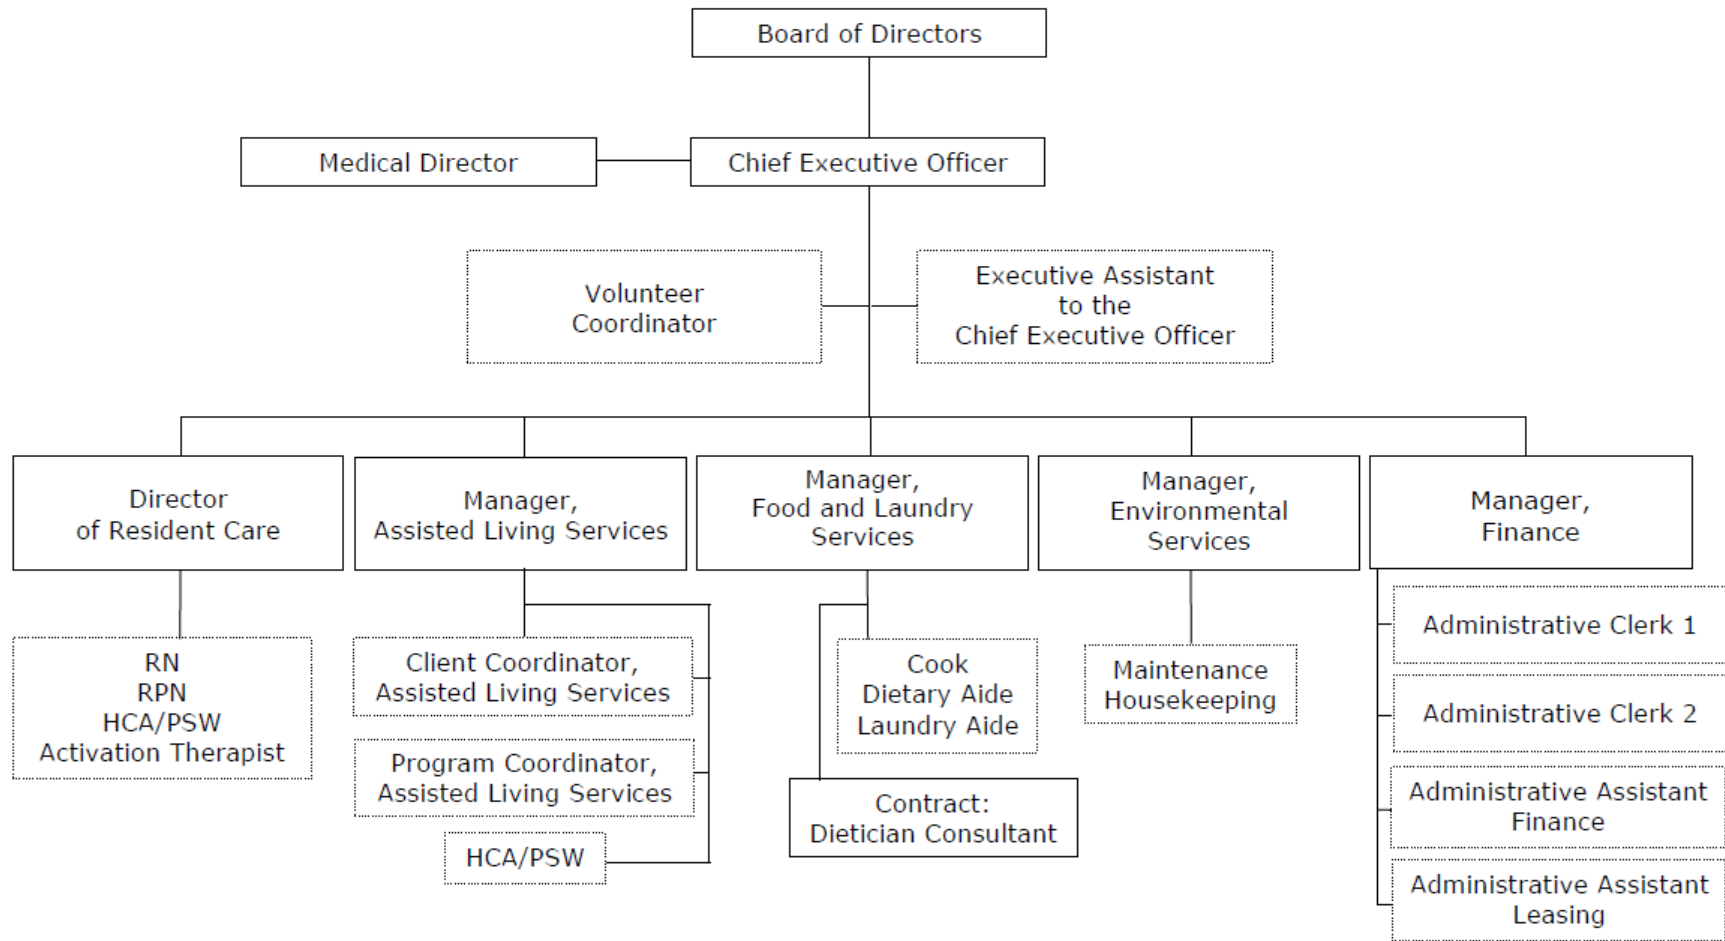 Board of Directors
Medical Director
Chief Executive Officer
Volunteer
Coordinator
Executive Assistant
to the
Chief Executive Officer
Director
of Resident Care
Manager,
Assisted Living Services
Manager,
Food and Laundry
Services
Manager,
Environmental
Services
Manager,
Finance
RN
RPN
HCA/PSW
Activation Therapist
Client Coordinator,
Assisted Living Services
Program Coordinator,
Assisted Living Services
HCA/PSW
Cook
Dietary Aide
Laundry Aide
Contract:
Dietician Consultant
Maintenance
Housekeeping
Administrative Clerk 1
Administrative Clerk 2
Administrative Assistant
Finance
Administrative Assistant
Leasing